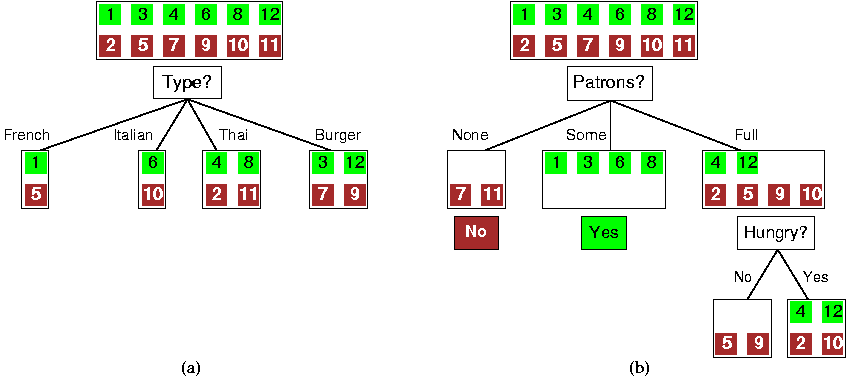 1 3 4 6 8 12
2 5 7 9 10 11
Type?
French Italian Thai Burger
1 6 4 8 3 12
5 10 2 11 7 9
(a)
1 3 4 6 8 12
2 5 7 9 10 11
Patrons?
None Some Full
1 3 6 8 4 12
7 11 2 5 9 10
No Yes Hungry?
No Yes
4 12
5 9 2 10
(b)